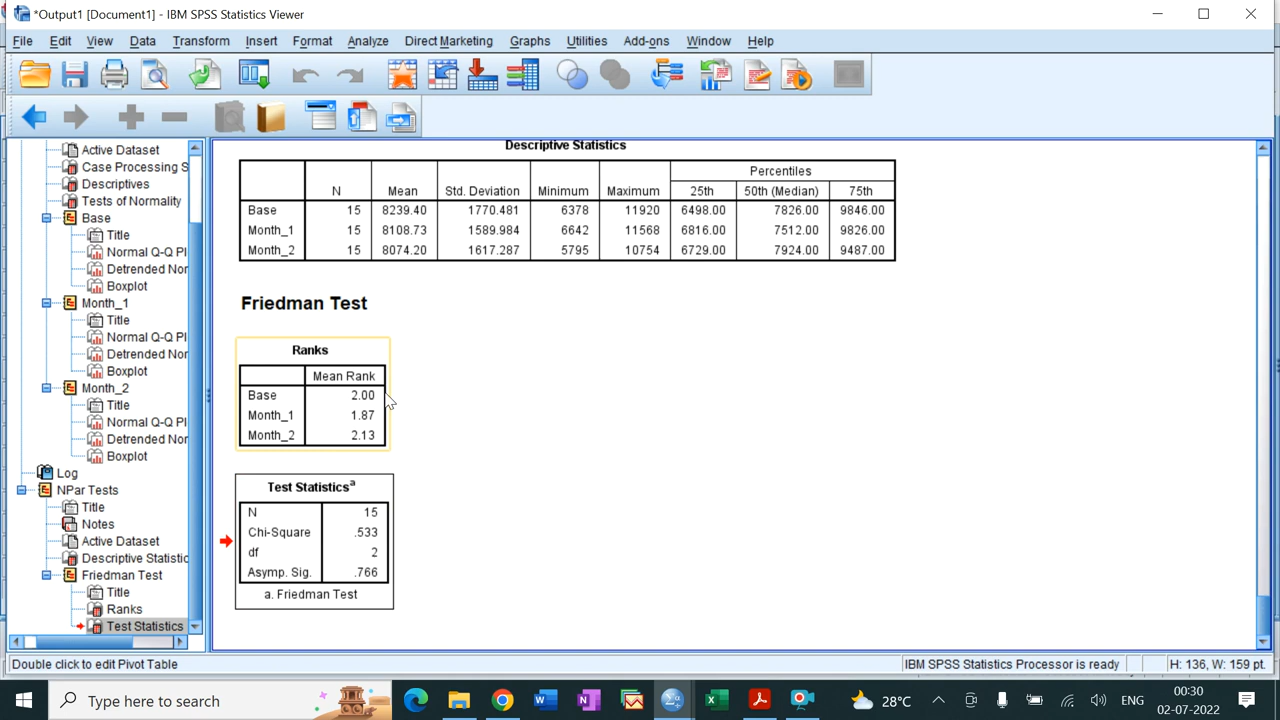 *Output1 [Document1] - IBM SPSS Statistics Viewer
File Edit View Data Transform Insert Format Analyze Direct Marketing Graphs Utilities Add-ons Window Help
Active Dataset
Case Processing S
Descriptives
Tests of Normality
Base
Title
Normal Q-Q Pl
Detrended Nor
Boxplot
Month_1
Title
Normal Q-Q Pl
Detrended Nor
Boxplot
Month_2
Title
Normal Q-Q Pl
Detrended Nor
Boxplot
Log
NPar Tests
Title
Notes
Active Dataset
Descriptive Statistic
Friedman Test
Title
Ranks
Test Statistics
Descriptive Statistics
Percentiles
N Mean Std. Deviation Minimum Maximum 25th 50th (Median) 75th
Base 15 8239.40 1770.481 6378 11920 6498.00 7826.00 9846.00
Month_1 15 8108.73 1589.984 6642 11568 6816.00 7512.00 9826.00
Month_2 15 8074.20 1617.287 5795 10754 6729.00 7924.00 9487.00
Friedman Test
Ranks
Mean Rank
Base 2.00
Month_1 1.87
Month_2 2.13
Test Statisticsa
N 15
Chi-Square .533
df 2
Asymp. Sig. .766
a. Friedman Test
Double click to edit Pivot Table
IBM SPSS Statistics Processor is ready
H: 136, W: 159 pt.
Type here to search
28°C
ENG
00:30
02-07-2022